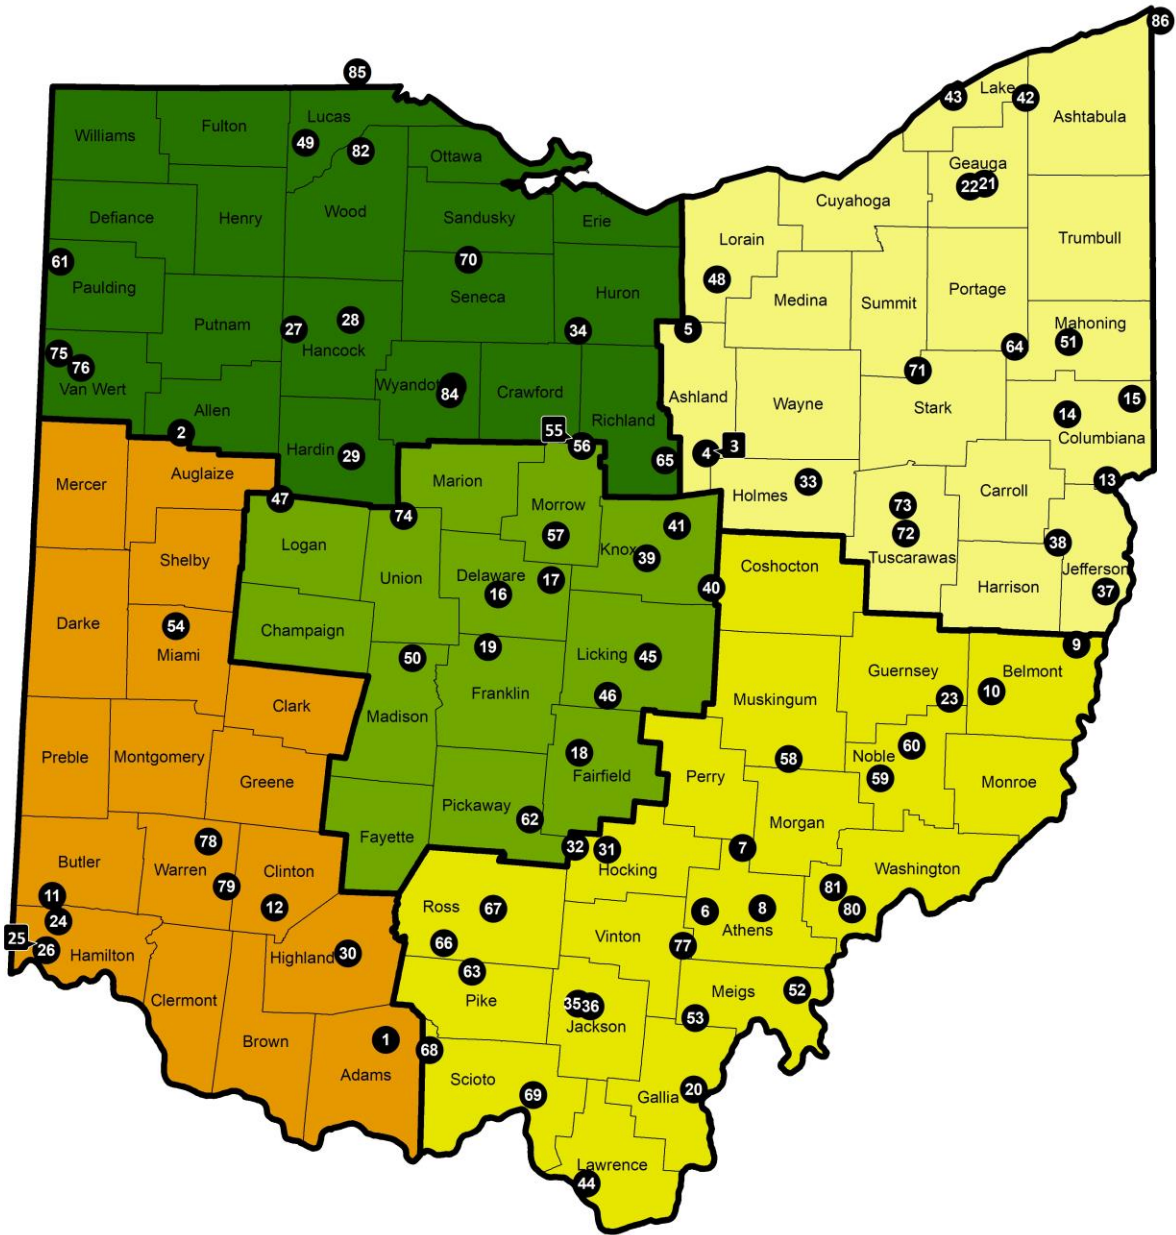 86
85
43
Lake
42
Lucas
Ashtabula
Williams
Fulton
49
82
Ottawa
Geauga
22
21
Cuyahoga
Defiance
Henry
Wood
Sandusky
Erie
Lorain
Trumbull
61
70
Paulding
Seneca
Huron
48
Medina
Summit
Portage
Putnam
27
28
Hancock
34
5
Mahoning
51
64
75
76
Van Wert
Wyandot
84
Crawford
71
Ashland
Wayne
Stark
15
Allen
Richland
14
Columbiana
2
55
56
Hardin
29
65
4
3
Mercer
Auglaize
Marion
Holmes
33
Carroll
13
47
74
Morrow
73
Logan
57
41
Knox
39
72
38
Shelby
Union
Delaware
17
40
Coshocton
Tuscarawas
Jefferson
16
Harrison
37
Darke
54
Miami
Champaign
50
19
Licking
45
9
Guernsey
Belmont
Franklin
46
Muskingum
23
10
Clark
Madison
Preble
Montgomery
Greene
18
Fairfield
Perry
58
Noble
60
59
Monroe
Pickaway
62
Morgan
Fayette
78
32
31
Hocking
7
Butler
Warren
Clinton
Washington
11
79
12
81
80
24
Ross
67
6
8
Athens
25
26
Hamilton
Highland
30
66
Vinton
77
63
Pike
Meigs
52
Clermont
35
36
Jackson
53
Brown
1
Adams
68
Scioto
69
Gallia
20
Lawrence
44